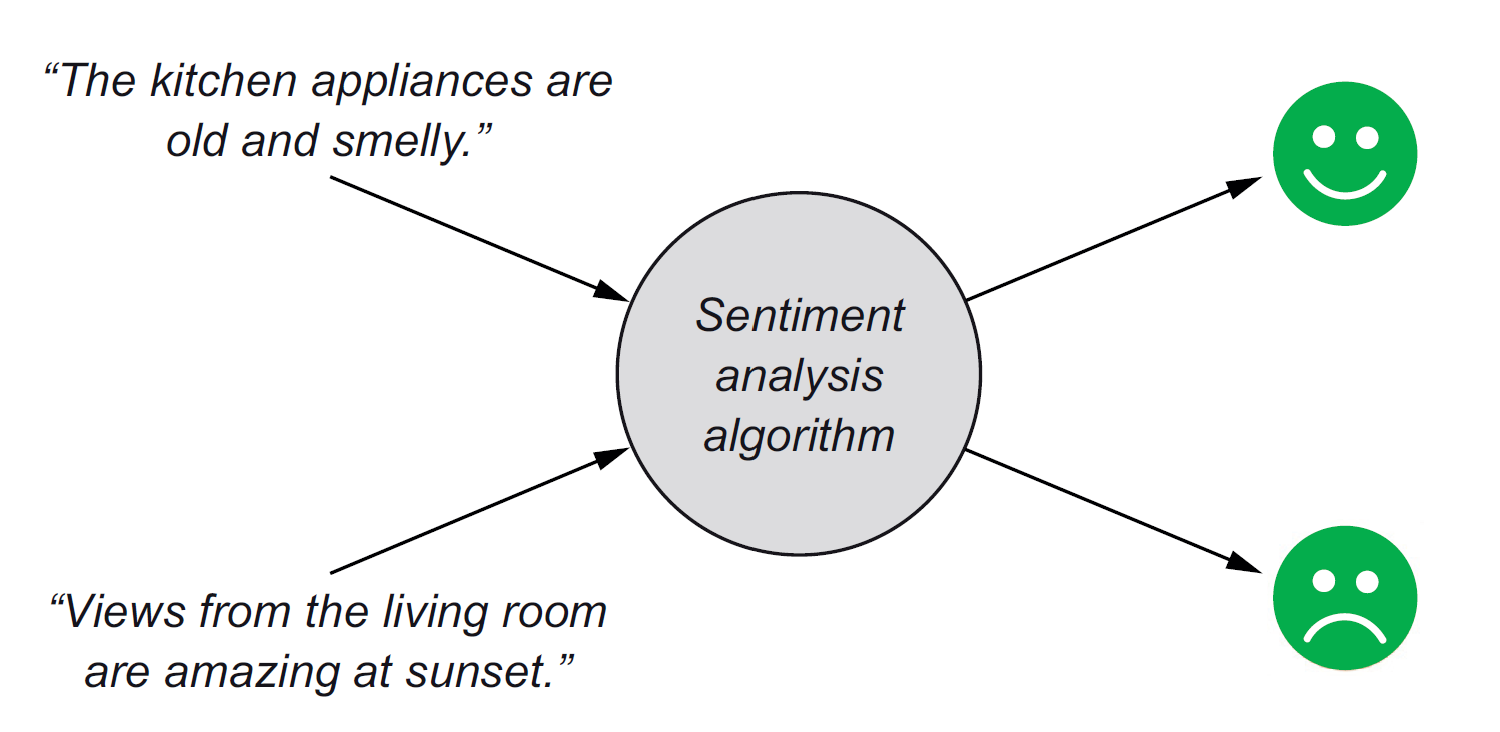 “The kitchen appliances are
old and smelly.”
Sentiment
analysis
algorithm
“Views from the living room
are amazing at sunset.”